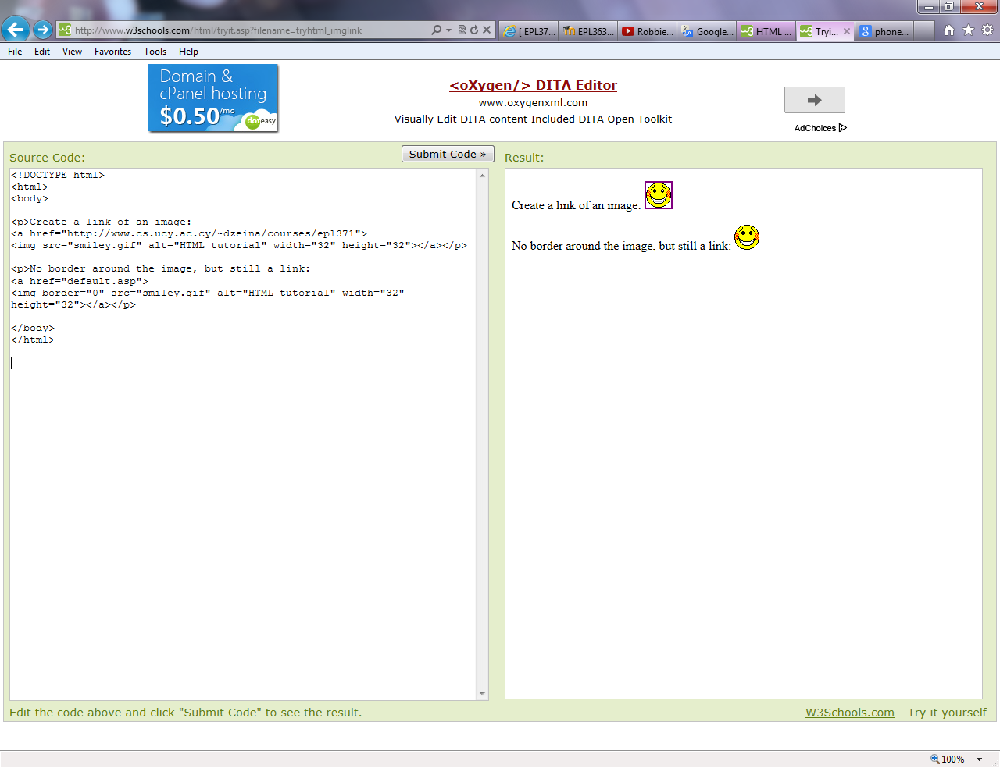 http://www.w3schools.com/html/tryit.asp?filename=tryhtml_imglink
[ EPL37...
EPL363...
Robbie...
Google...
HTML ...
Tryi...
phone...
File Edit View Favorites Tools Help
Domain &
cPanel hosting
$0.50/mo
doteasy
<oXygen/> DITA Editor
www.oxygenxml.com
Visually Edit DITA content Included DITA Open Toolkit
AdChoices
Source Code:
Submit Code »
<!DOCTYPE html>
<html>
<body>
<p>Create a link of an image:
<a href="http://www.cs.ucy.ac.cy/~dzeina/courses/epl371">
<img src="smiley.gif" alt="HTML tutorial" width="32" height="32"></a></p>
<p>No border around the image, but still a link:
<a href="default.asp">
<img border="0" src="smiley.gif" alt="HTML tutorial" width="32"
height="32"></a></p>
</body>
</html>
Result:
Create a link of an image:
No border around the image, but still a link:
Edit the code above and click "Submit Code" to see the result.
W3Schools.com - Try it yourself
100%